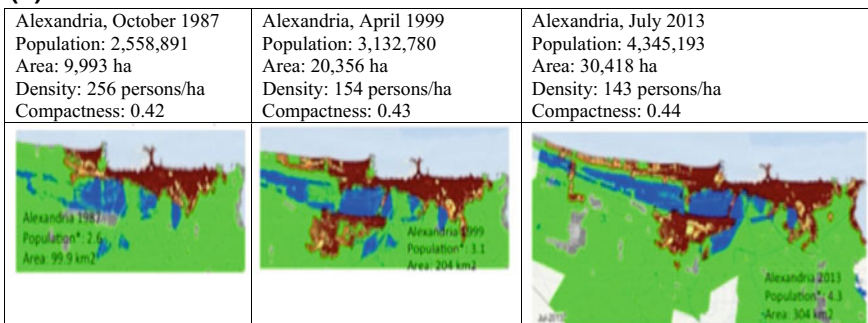 Alexandria, October 1987
Population: 2,558,891
Area: 9,993 ha
Density: 256 persons/ha
Compactness: 0.42
Alexandria, April 1999
Population: 3,132,780
Area: 20,356 ha
Density: 154 persons/ha
Compactness: 0.43
Alexandria, July 2013
Population: 4,345,193
Area: 30,418 ha
Density: 143 persons/ha
Compactness: 0.44
Alexandria 1987
Population*: 2.6
Area: 99.9 km2
Alexandria 1999
Population*: 3.1
Area: 204 km2
Alexandria 2013
Population*: 4.3
Area: 304 km2